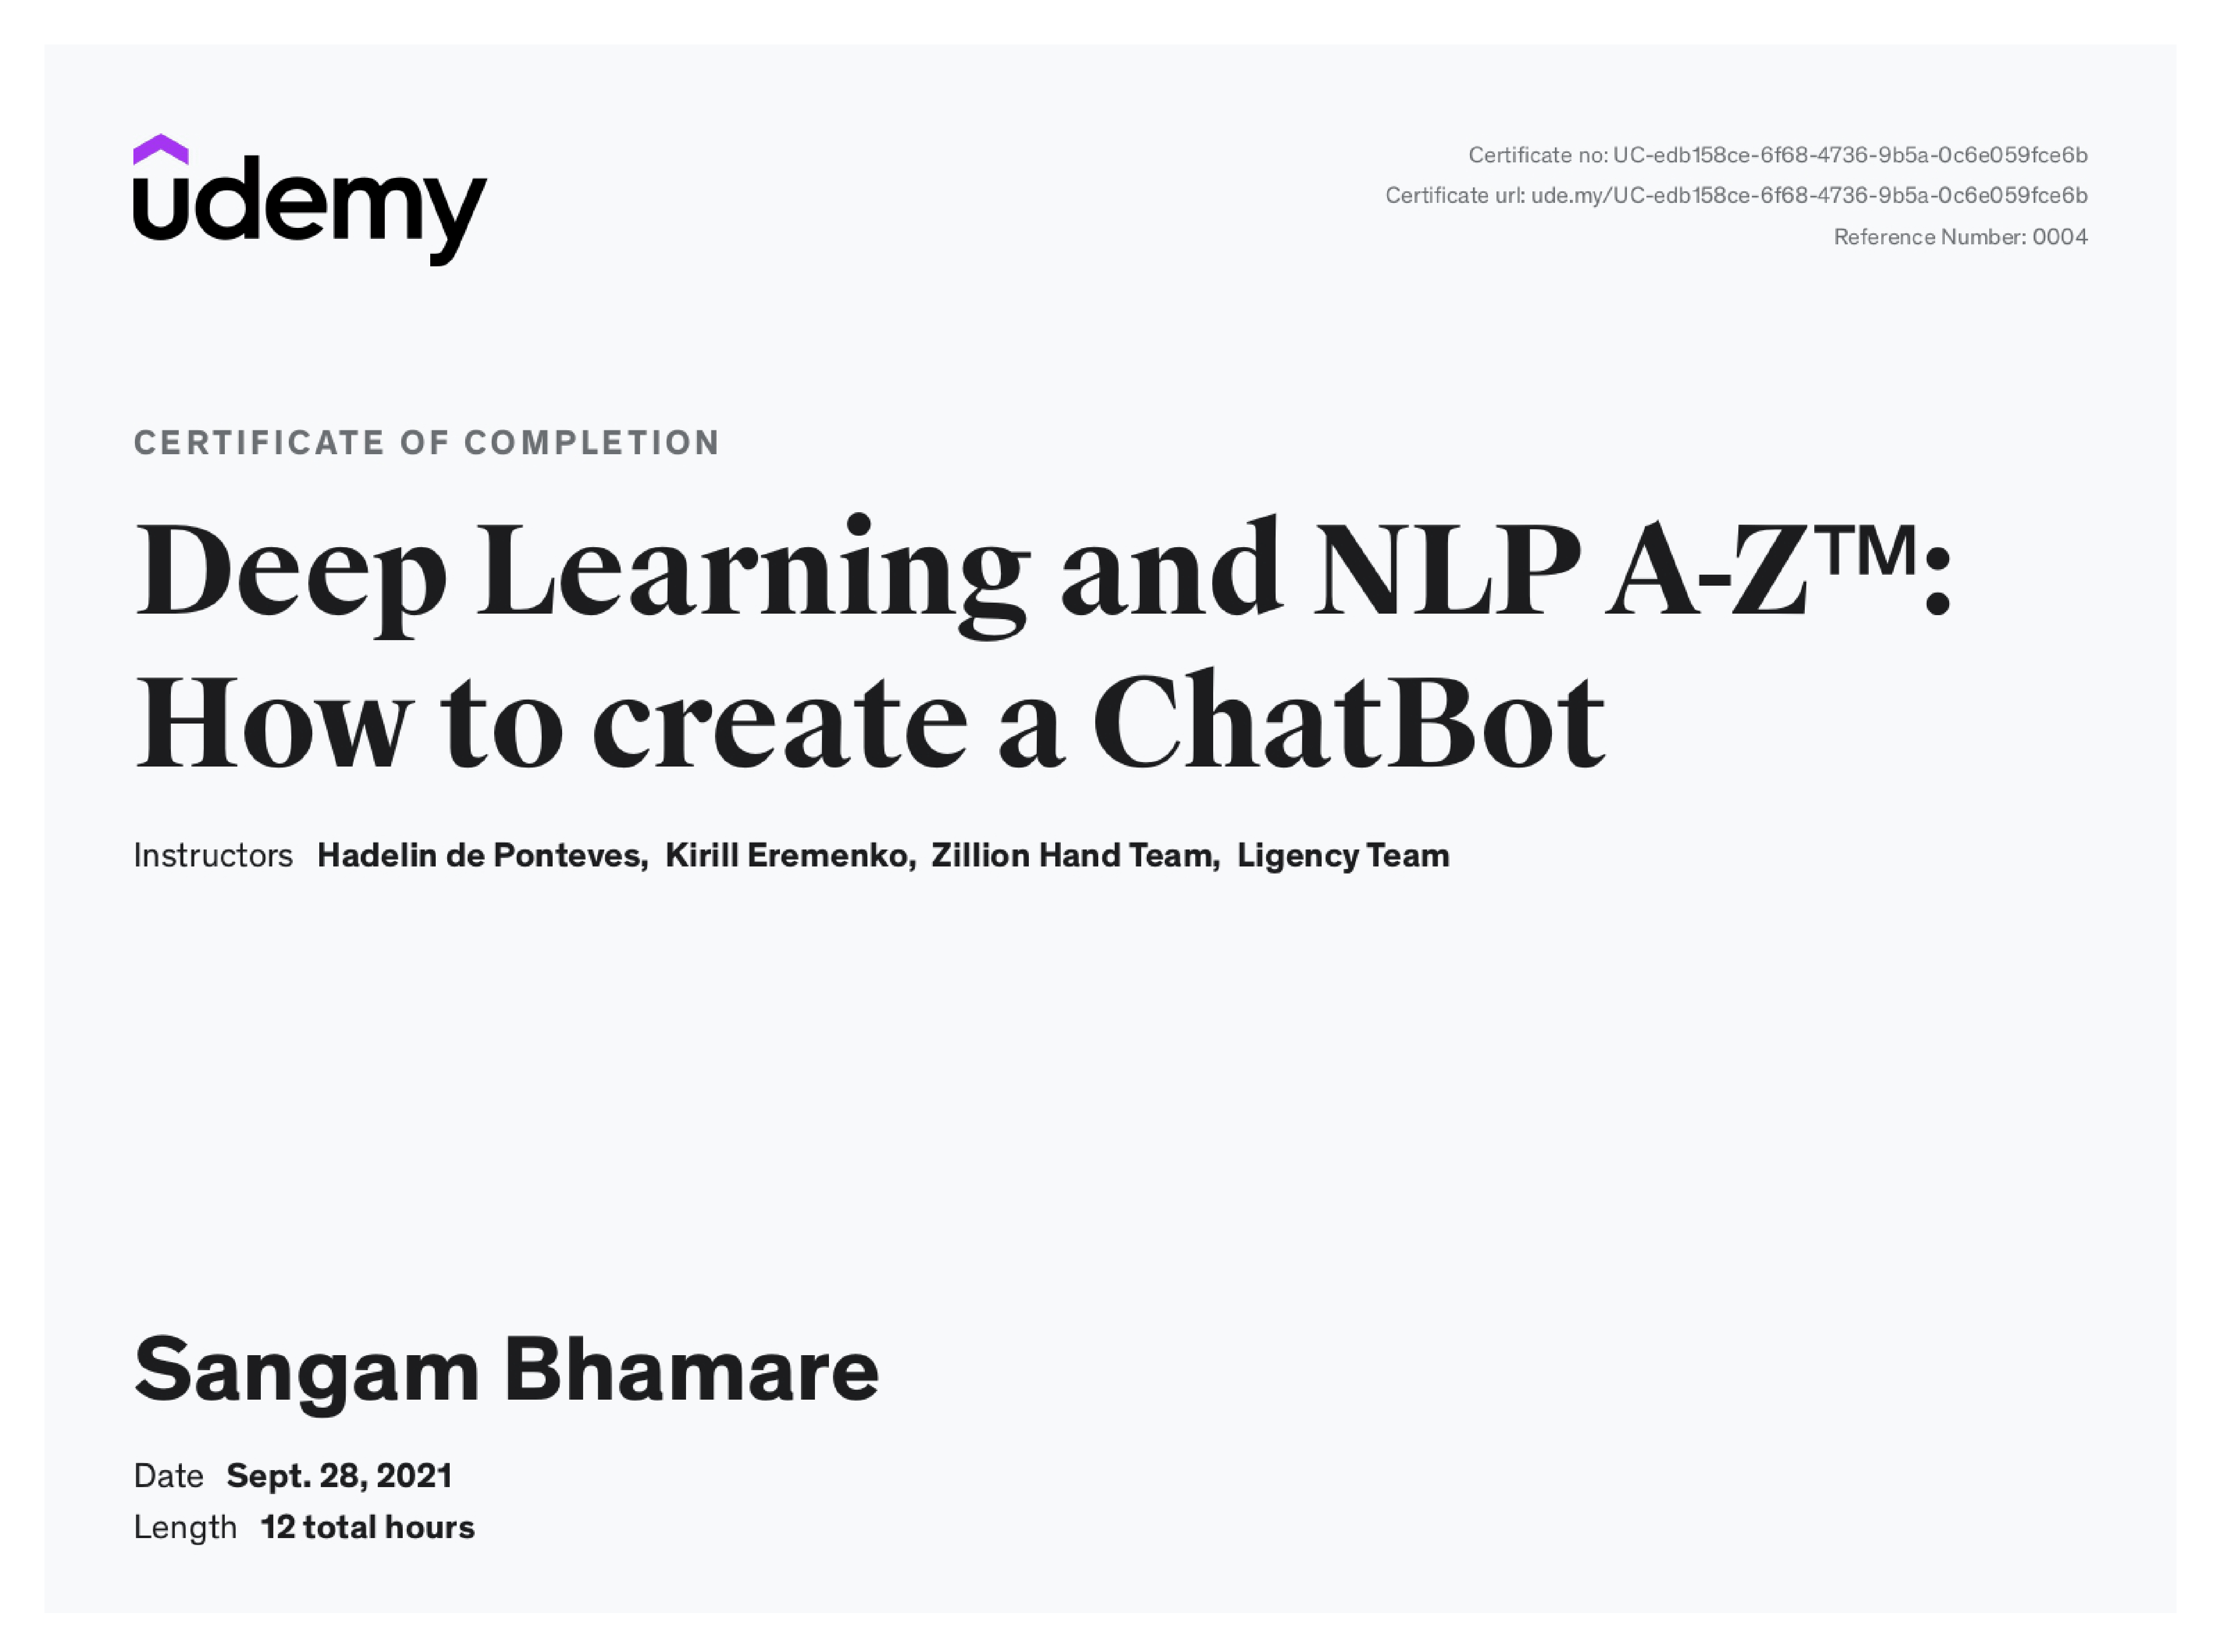 udemy
Certificate no: UC-edb158ce-6f68-4736-9b5a-0c6e059fce6b
Certificate url: ude.my/UC-edb158ce-6f68-4736-9b5a-0c6e059fce6b
Reference Number: 0004
CERTIFICATE OF COMPLETION
Deep Learning and NLP A-Z™:
How to create a ChatBot
Instructors Hadelin de Ponteves, Kirill Eremenko, Zillion Hand Team, Ligency Team
Sangam Bhamare
Date Sept. 28, 2021
Length 12 total hours